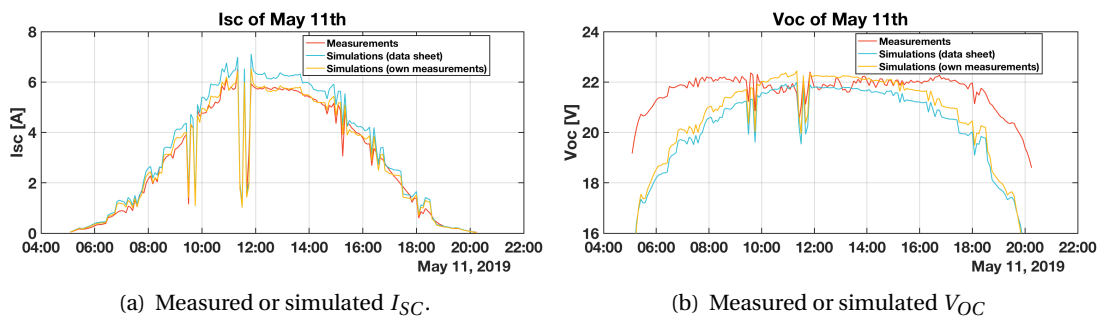 Isc of May 11th
8
6
4
2
0
Isc [A]
Measurements
Simulations (data sheet)
Simulations (own measurements)
04:00 06:00 08:00 10:00 12:00 14:00 16:00 18:00 20:00 22:00
May 11, 2019
(a) Measured or simulated I_SC.
Voc of May 11th
24
22
20
18
16
Voc [V]
Measurements
Simulations (data sheet)
Simulations (own measurements)
04:00 06:00 08:00 10:00 12:00 14:00 16:00 18:00 20:00 22:00
May 11, 2019
(b) Measured or simulated V_OC